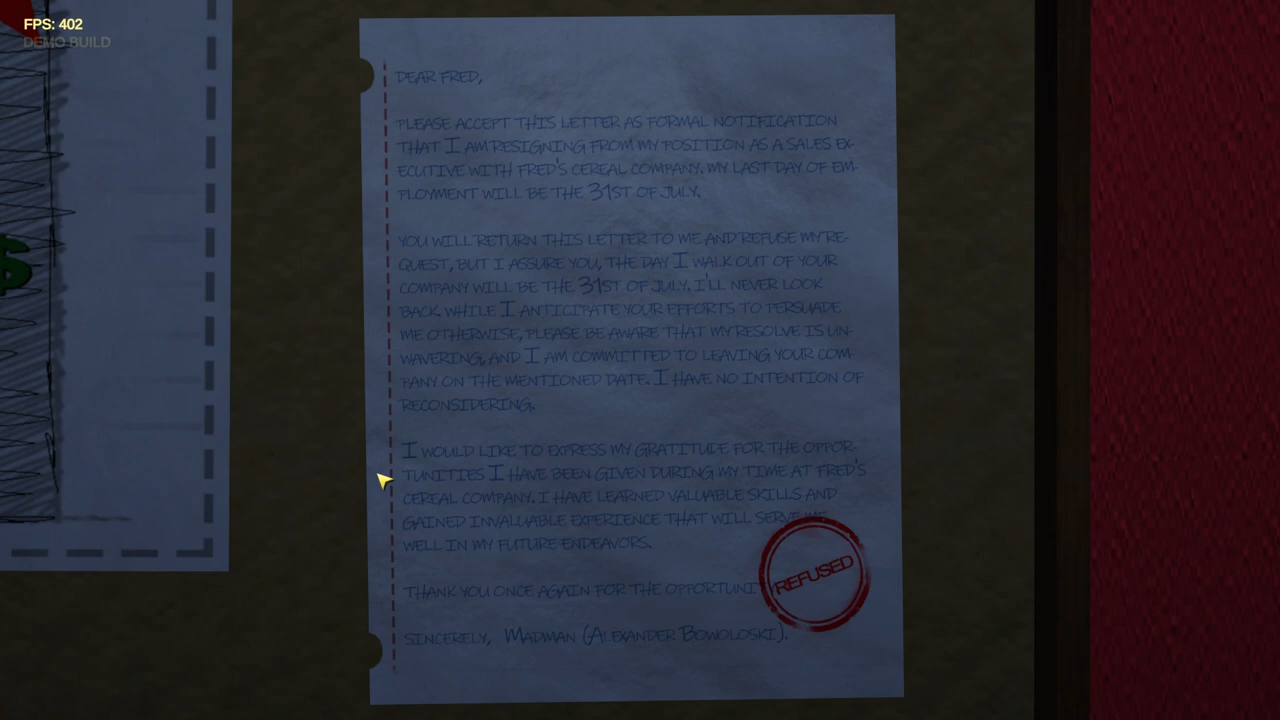 FPS: 402
DEMO BUILD
$
DEAR FRED,
PLEASE ACCEPT THIS LETTER AS FORMAL NOTIFICATION
THAT I AM RESIGNING FROM MY POSITION AS A SALES EX-
ECUTIVE WITH FRED'S CEREAL COMPANY. MY LAST DAY OF EM-
PLOYMENT WILL BE THE 31ST OF JULY.
YOU WILL RETURN THIS LETTER TO ME AND REFUSE MY RE-
QUEST, BUT I ASSURE YOU, THE DAY I WALK OUT OF YOUR
COMPANY WILL BE THE 31ST OF JULY. I'LL NEVER LOOK
BACK. WHILE I ANTICIPATE YOUR EFFORTS TO PERSUADE
ME OTHERWISE, PLEASE BE AWARE THAT MY RESOLVE IS UN-
WAVERING, AND I AM COMMITTED TO LEAVING YOUR COM-
PANY ON THE MENTIONED DATE. I HAVE NO INTENTION OF
RECONSIDERING.
I WOULD LIKE TO EXPRESS MY GRATITUDE FOR THE OPPOR-
TUNITIES I HAVE BEEN GIVEN DURING MY TIME AT FRED'S
CEREAL COMPANY. I HAVE LEARNED VALUABLE SKILLS AND
GAINED INVALUABLE EXPERIENCE THAT WILL SERVE ME
WELL IN MY FUTURE ENDEAVORS.
THANK YOU ONCE AGAIN FOR THE OPPORTUNIT
REFUSED
SINCERELY, MADMAN (ALEXANDER BOWOLOSKI).